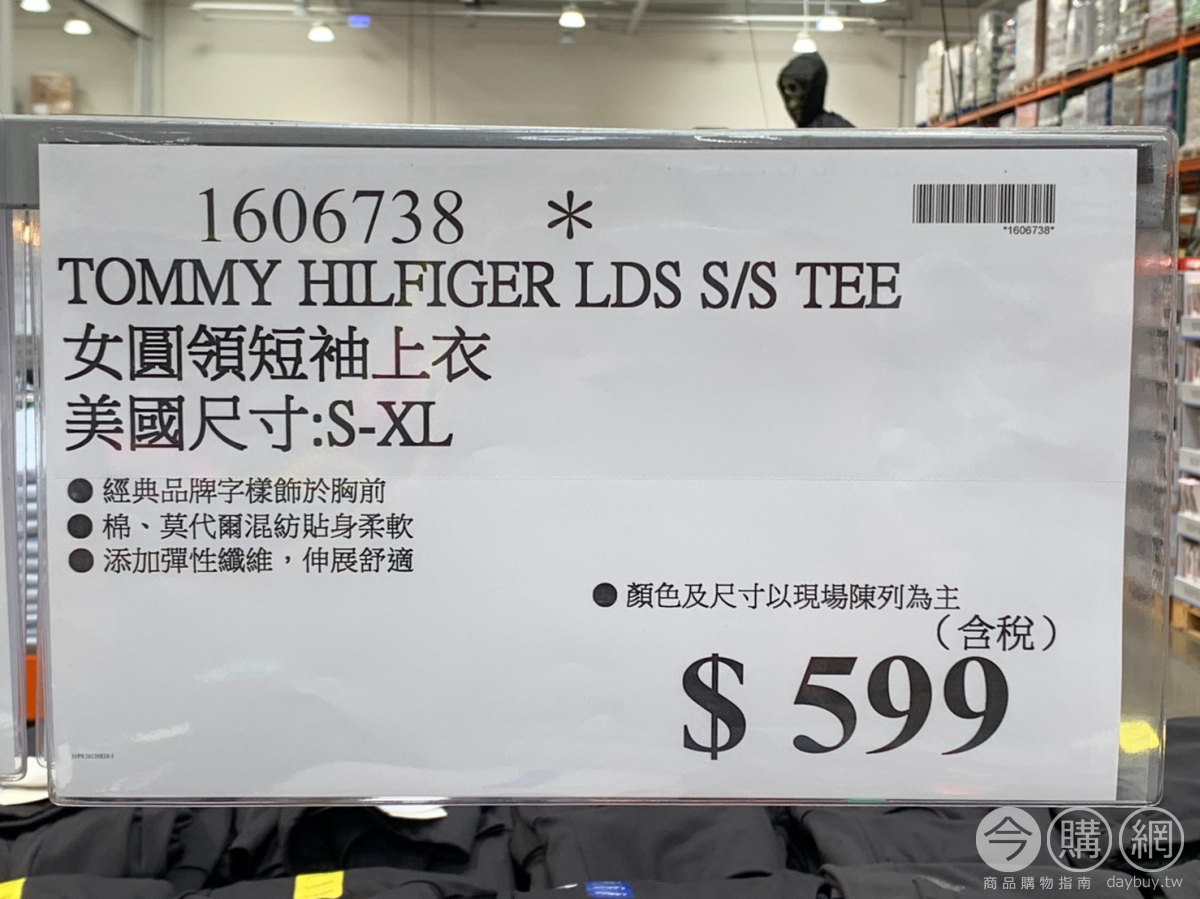 1606738 *
*1606738*
TOMMY HILFIGER LDS S/S TEE
女圓領短袖上衣
美國尺寸:S-XL
● 經典品牌字樣飾於胸前
● 棉、莫代爾混紡貼身柔軟
● 添加彈性纖維，伸展舒適
● 顏色及尺寸以現場陳列為主
（含稅）
$ 599
今購網
商品購物指南 daybuy.tw